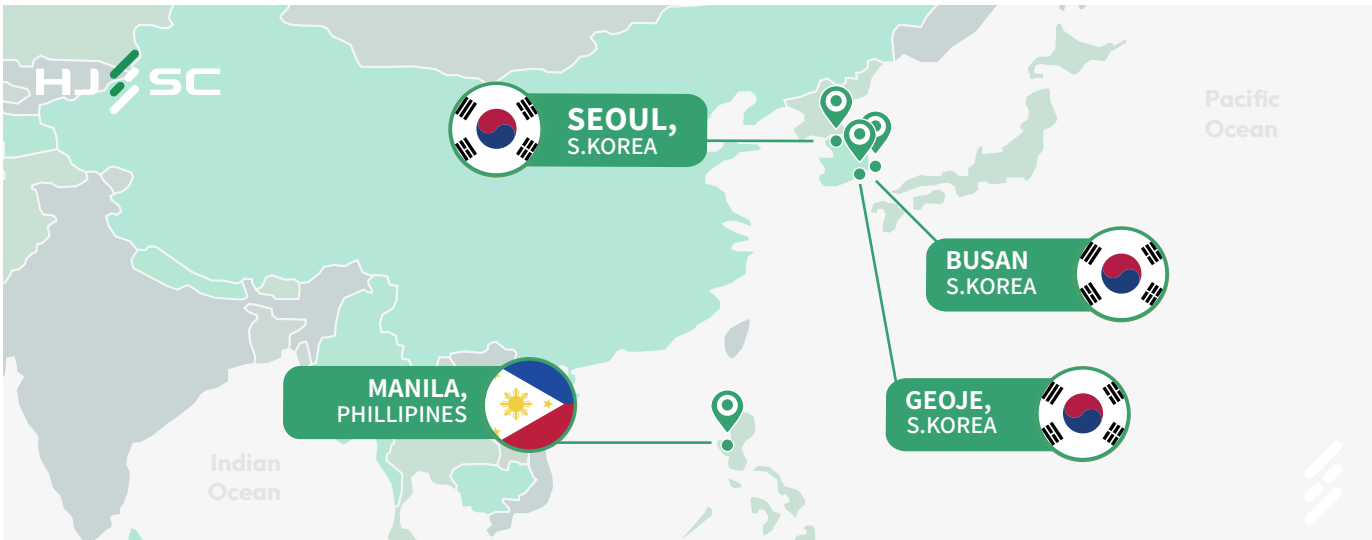 HJ SC
SEOUL,
S.KOREA
Pacific
Ocean
BUSAN
S.KOREA
MANILA,
PHILLIPINES
GEOJE,
S.KOREA
Indian
Ocean